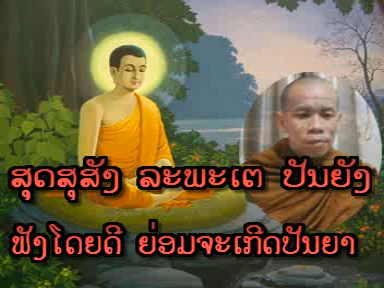 ສຸດສຸສັງ ລະພະເຕ ປັນຍັງ
ຟັງໂດຍດີ ຍ່ອມຈະເກີດປັນຍາ